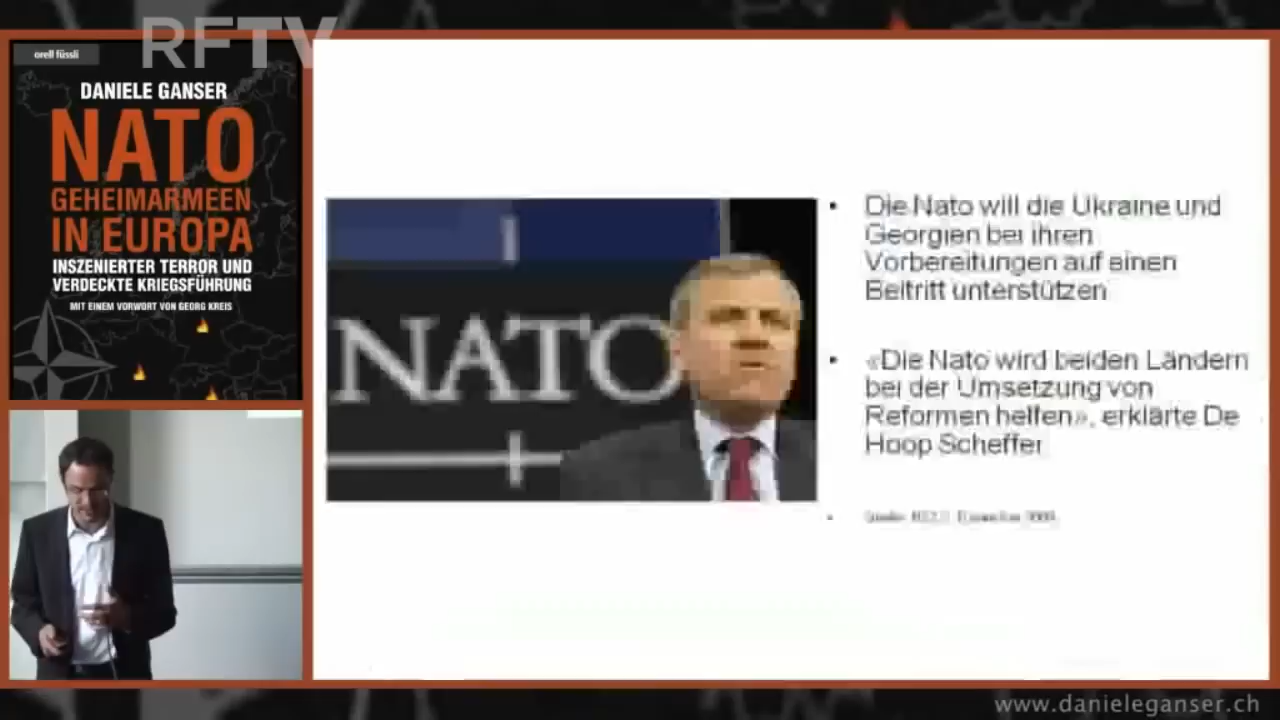 RFTV
orell füssli
DANIELE GANSER
NATO
GEHEIMARMEEN
IN EUROPA
INSZENIERTER TERROR UND
VERDECKTE KRIEGSFÜHRUNG
MIT EINEM VORWORT VON GEORG KREIS
NATO
• Die Nato will die Ukraine und
Georgien bei ihren
Vorbereitungen auf einen
Beitritt unterstützen
• «Die Nato wird beiden Ländern
bei der Umsetzung von
Reformen helfen», erklärte De
Hoop Scheffer
www.danieleganser.ch